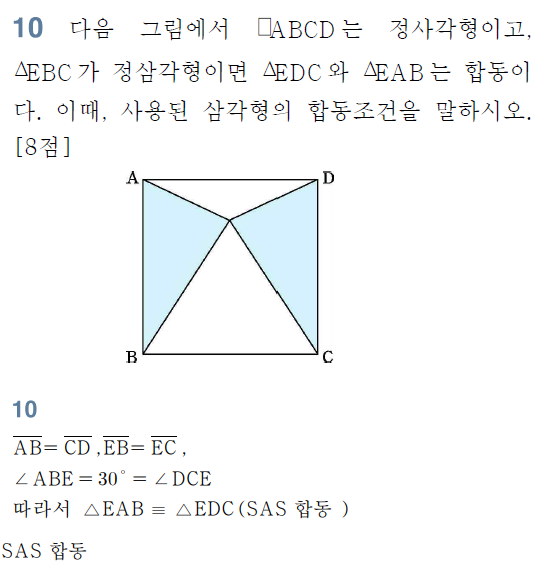 10 다음 그림에서 □ABCD는 정사각형이고,
△EBC가 정삼각형이면 △EDC와 △EAB는 합동이
다. 이때, 사용된 삼각형의 합동조건을 말하시오.
[8점]
A D
B C
10
$\overline{AB}=\overline{CD}$, $\overline{EB}=\overline{EC}$,
∠ABE=30°=∠DCE
따라서 △EAB≡△EDC(SAS 합동 )
SAS 합동